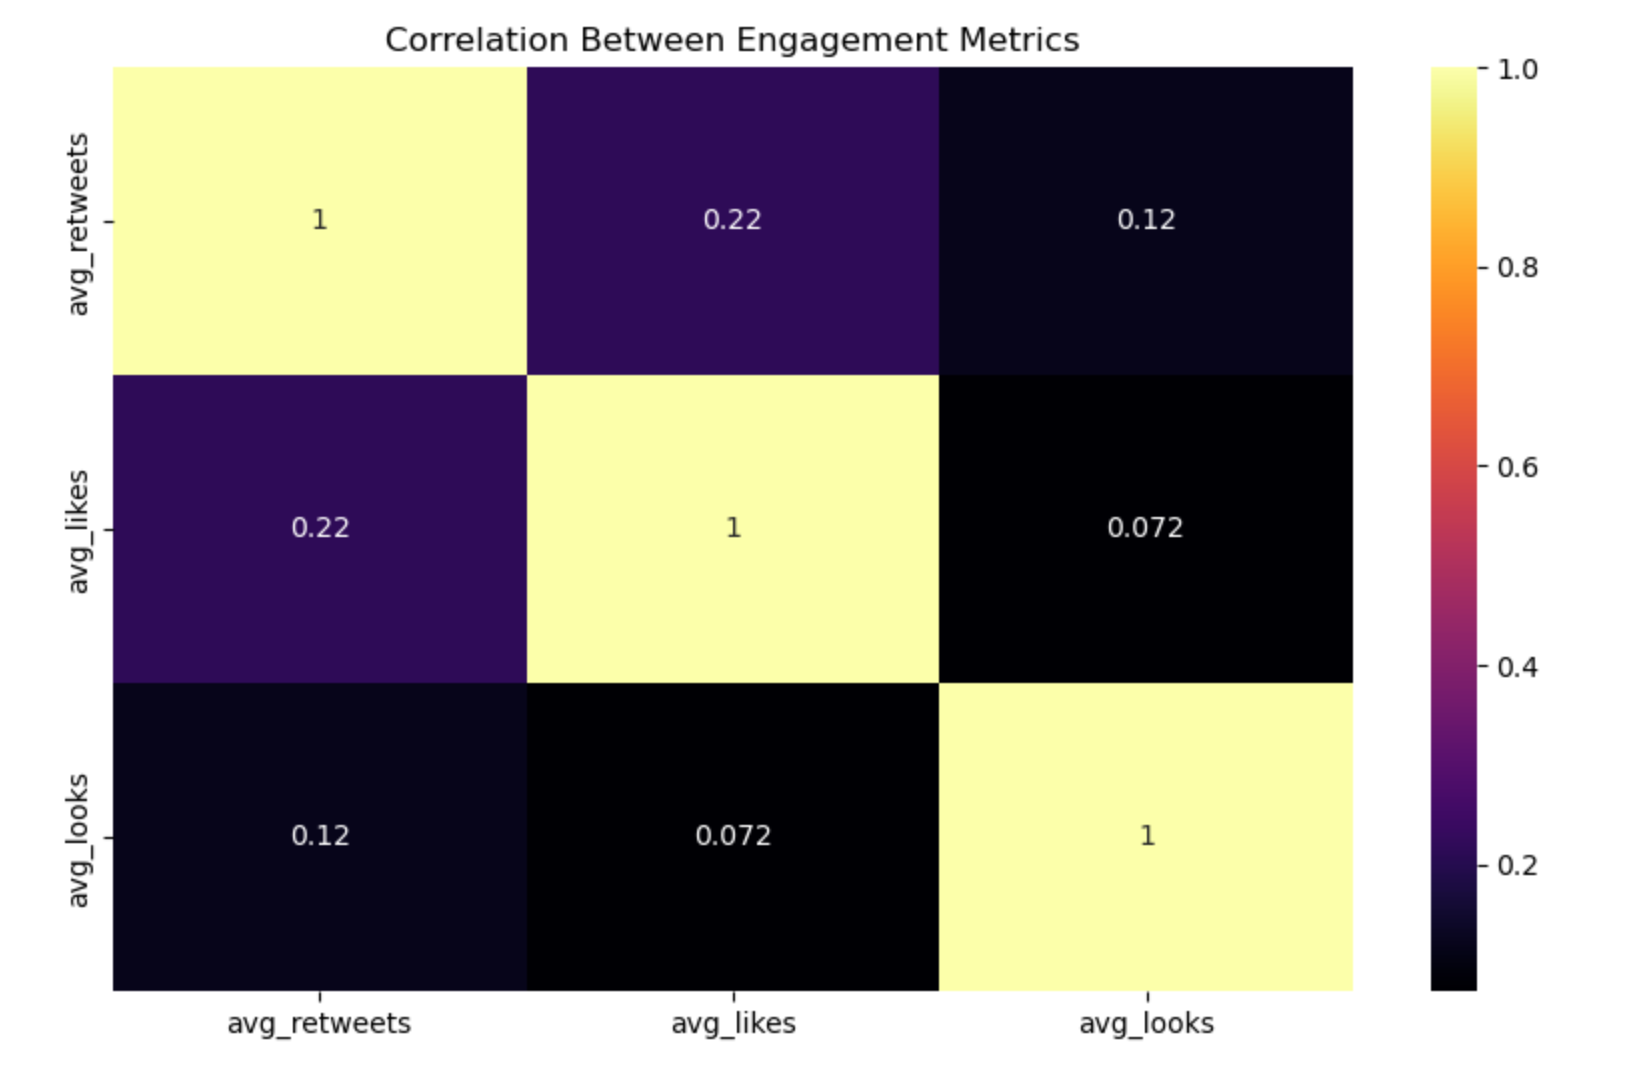 Correlation Between Engagement Metrics
avg_retweets
1
0.22
0.12
avg_likes
0.22
1
0.072
avg_looks
0.12
0.072
1
avg_retweets
avg_likes
avg_looks
1.0
0.8
0.6
0.4
0.2